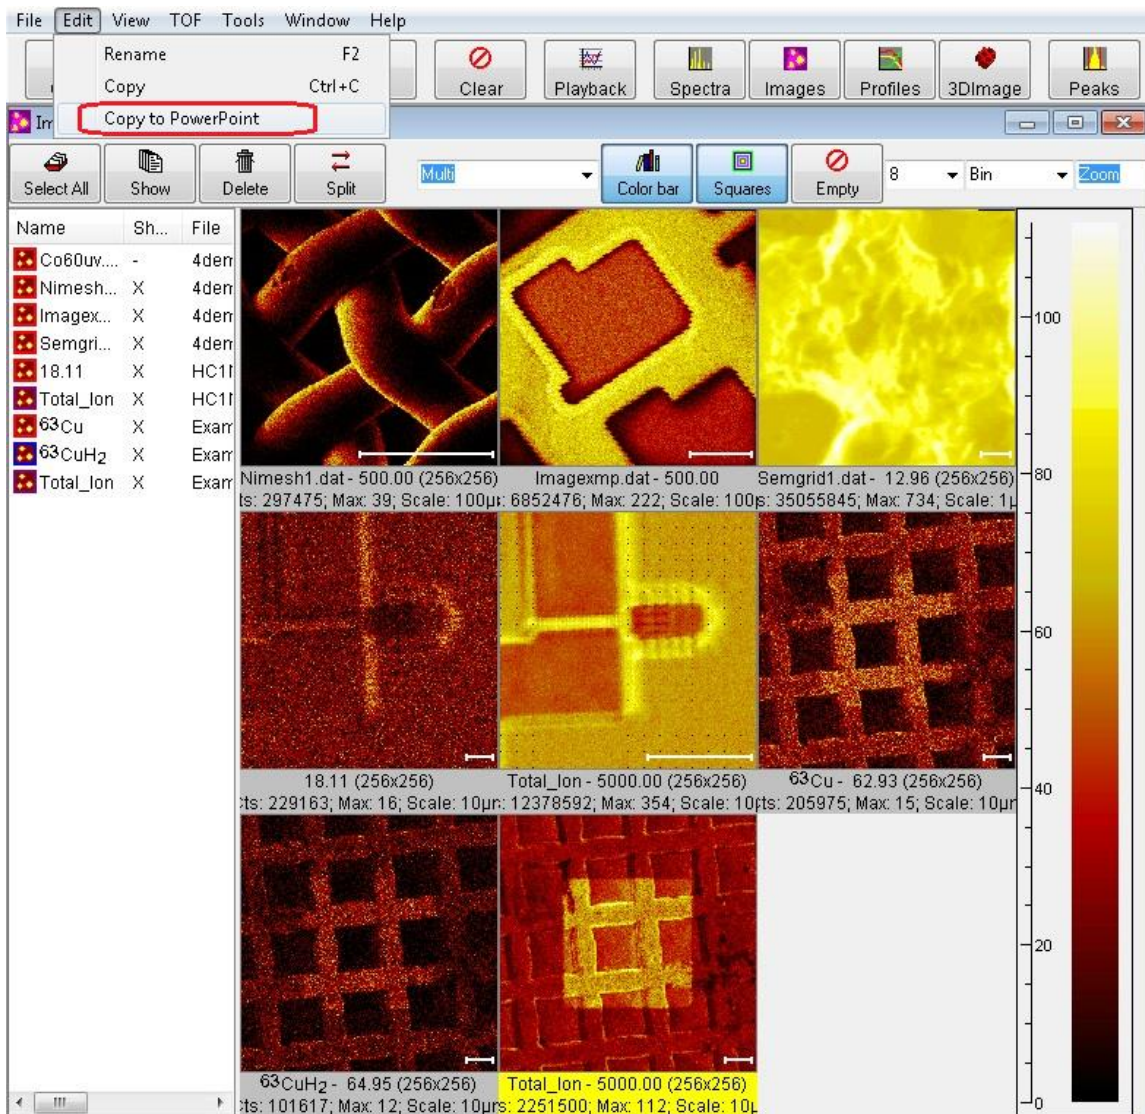 File Edit View TOF Tools Window Help
Rename F2
Copy Ctrl+C
Copy to PowerPoint
Clear Playback Spectra Images Profiles 3DImage Peaks
Im
Select All Show Delete Split Multi Color bar Squares Empty 8 Bin Zoom
Name Sh... File
Co60uv.... - 4dem
Nimesh... X 4dem
Imagex... X 4dem
Semgri... X 4dem
18.11 X HC1
Total_Ion X HC1
63Cu X Exam
63CuH2 X Exam
Total_Ion X Exam
Nimesh1.dat - 500.00 (256x256) Imagexmp.dat - 500.00 Semgrid1.dat - 12.96 (256x256)
ts: 297475; Max: 39; Scale: 100µ s: 6852476; Max: 222; Scale: 100 s: 35055845; Max: 734; Scale: 1µ
18.11 (256x256) Total_Ion - 5000.00 (256x256) 63Cu - 62.93 (256x256)
cts: 229163; Max: 16; Scale: 10µm : 12378592; Max: 354; Scale: 10 ts: 205975; Max: 15; Scale: 10µm
63CuH2 - 64.95 (256x256) Total_Ion - 5000.00 (256x256)
cts: 101617; Max: 12; Scale: 10µm s: 2251500; Max: 112; Scale: 10µ
100
80
60
40
20
0